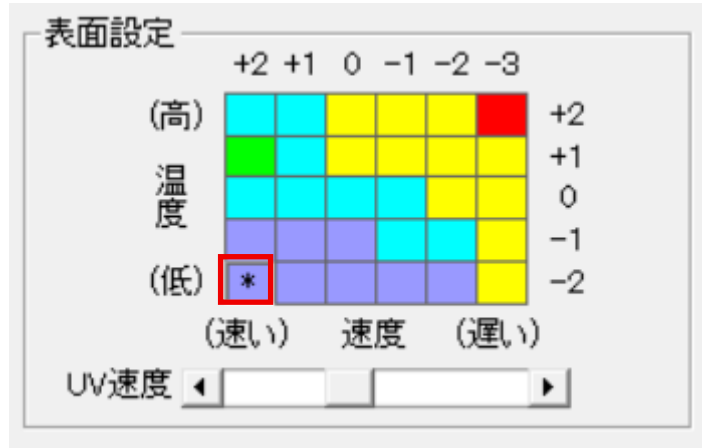 表面設定
+2 +1 0 -1 -2 -3
(高) +2
+1
温度 0
-1
(低) * -2
(速い) 速度 (遅い)
UV速度